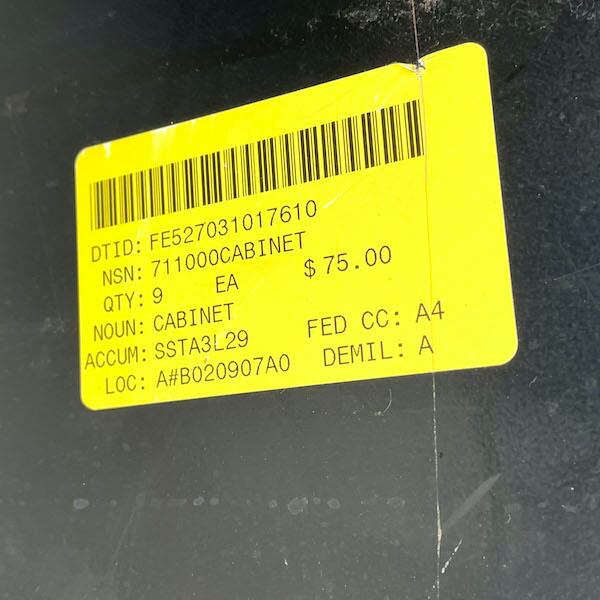 DTID: FE527031017610
NSN: 711000CABINET
QTY: 9 EA $75.00
NOUN: CABINET
ACCUM: SSTA3L29 FED CC: A4
LOC: A#B020907A0 DEMIL: A